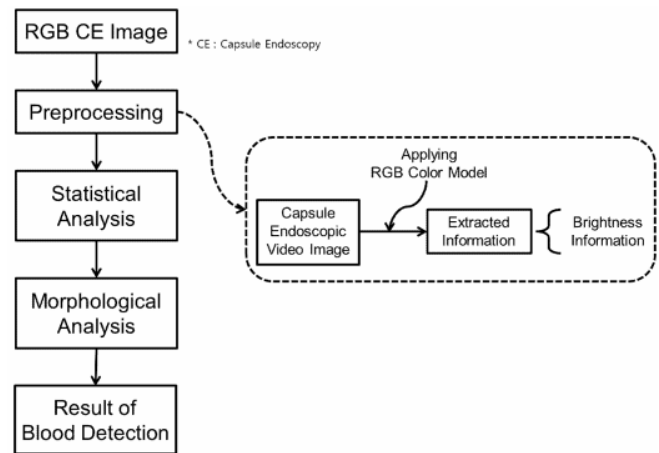 RGB CE Image
* CE : Capsule Endoscopy
Preprocessing
Statistical
Analysis
Morphological
Analysis
Result of
Blood Detection
Applying
RGB Color Model
Capsule
Endoscopic
Video Image
Extracted
Information
Brightness
Information